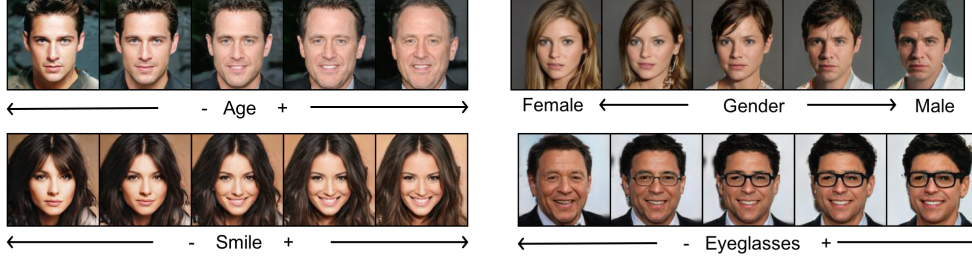 - Age +
Female Gender Male
- Smile +
- Eyeglasses +